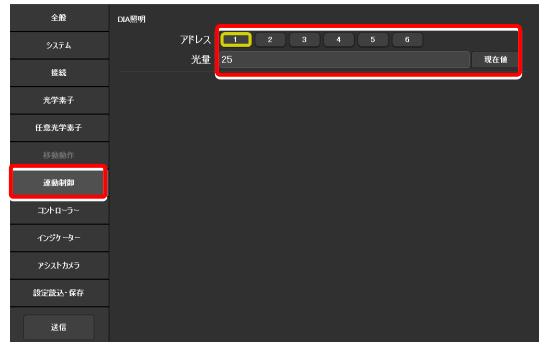 全般
システム
接続
光学素子
任意光学素子
移動動作
連動制御
コントローラー
インジケーター
アシストカメラ
設定読込・保存
送信
DIA照明
アドレス 1 2 3 4 5 6
光量 25 現在値